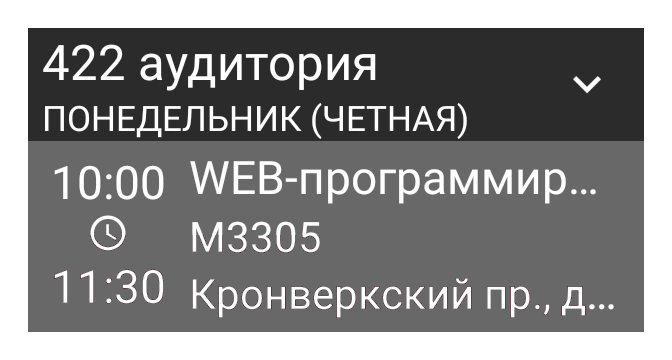 422 аудитория
ПОНЕДЕЛЬНИК (ЧЕТНАЯ)
10:00 WEB-программир...
M3305
11:30 Кронверкский пр., д...